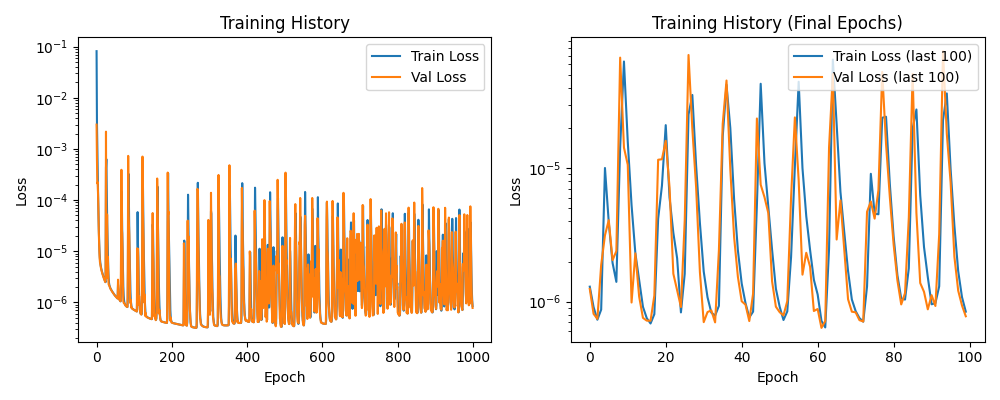 Training History
Train Loss
Val Loss
Loss
10⁻¹
10⁻²
10⁻³
10⁻⁴
10⁻⁵
10⁻⁶
0 200 400 600 800 1000
Epoch
Training History (Final Epochs)
Train Loss (last 100)
Val Loss (last 100)
Loss
10⁻⁵
10⁻⁶
0 20 40 60 80 100
Epoch